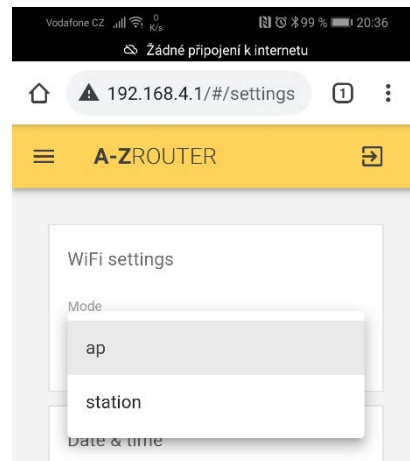 Vodafone CZ 0 K/s 99 % 20:36
Žádné připojení k internetu
192.168.4.1/#/settings 1
A-ZROUTER
WiFi settings
Mode
ap
station
Date & time